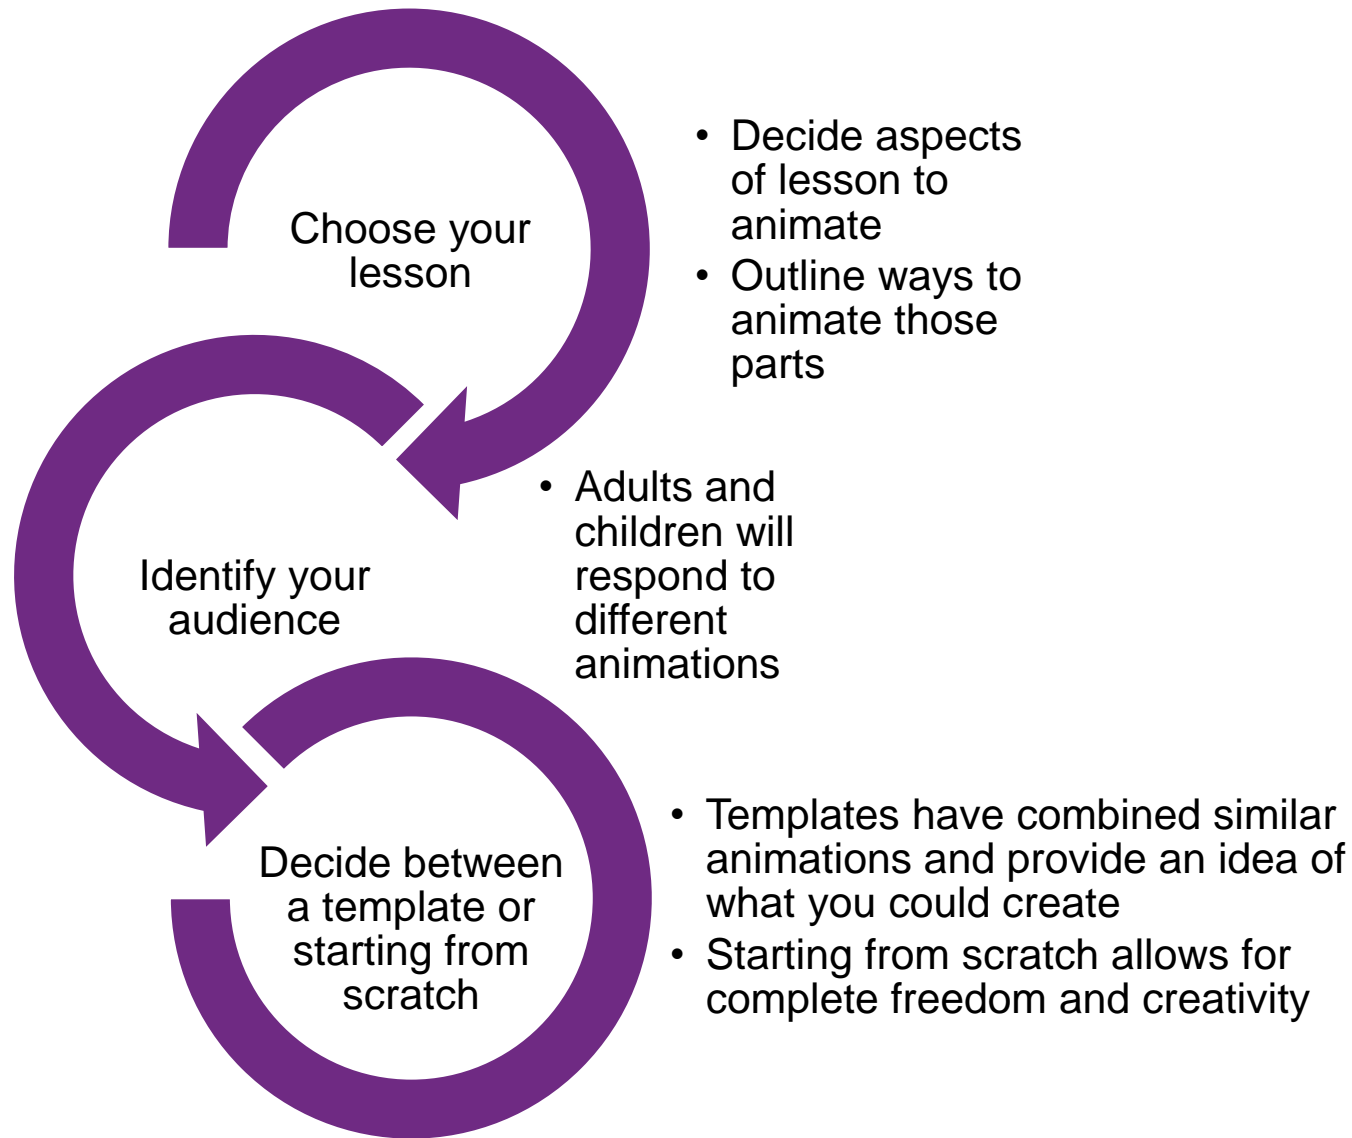 Choose your
lesson
• Decide aspects
of lesson to
animate
• Outline ways to
animate those
parts
Identify your
audience
• Adults and
children will
respond to
different
animations
Decide between
a template or
starting from
scratch
• Templates have combined similar
animations and provide an idea of
what you could create
• Starting from scratch allows for
complete freedom and creativity